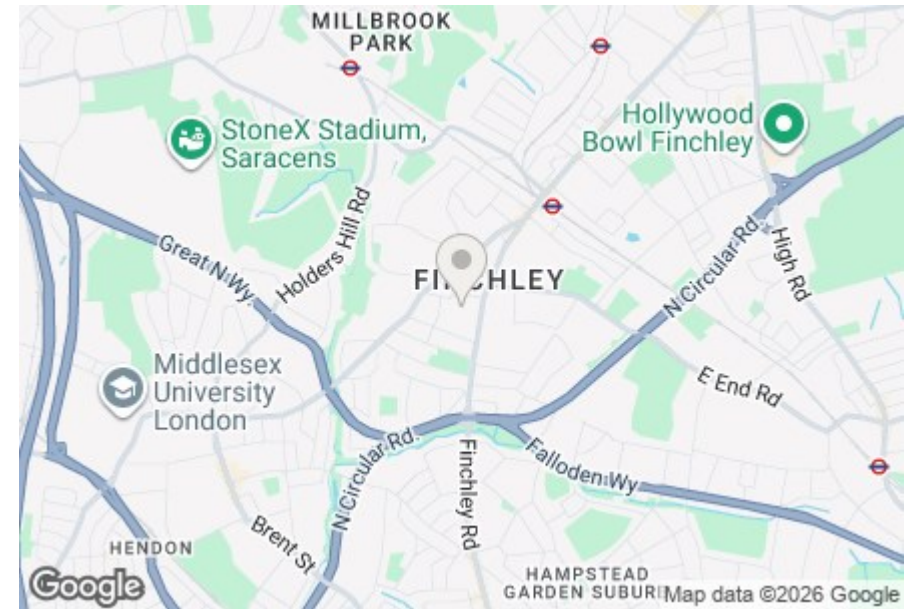 MILLBROOK
PARK
StoneX Stadium,
Saracens
Hollywood
Bowl Finchley
Holders Hill Rd
Great N Wy.
High Rd
N Circular Rd.
FINCHLEY
Middlesex
University
London
E End Rd
N Circular Rd.
Finchley Rd
Falloden Wy
Brent St
HENDON
HAMPSTEAD
GARDEN SUBUR
Google
Map data ©2026 Google